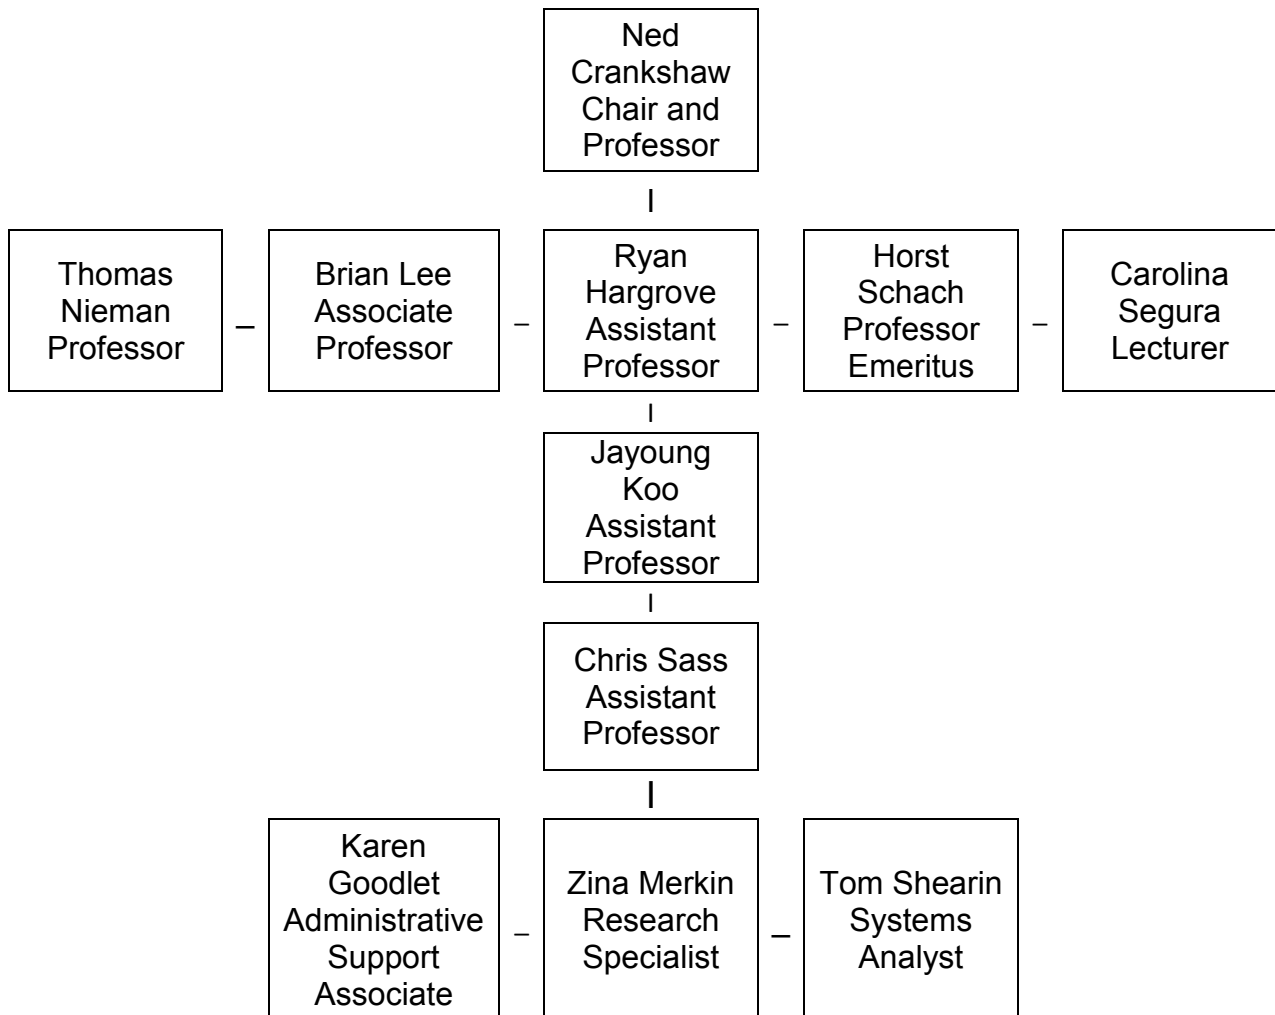 Ned
Crankshaw
Chair and
Professor
Thomas
Nieman
Professor
Brian Lee
Associate
Professor
Ryan
Hargrove
Assistant
Professor
Horst
Schach
Professor
Emeritus
Carolina
Segura
Lecturer
Jayoung
Koo
Assistant
Professor
Chris Sass
Assistant
Professor
Karen
Goodlet
Administrative
Support
Associate
Zina Merkin
Research
Specialist
Tom Shearin
Systems
Analyst